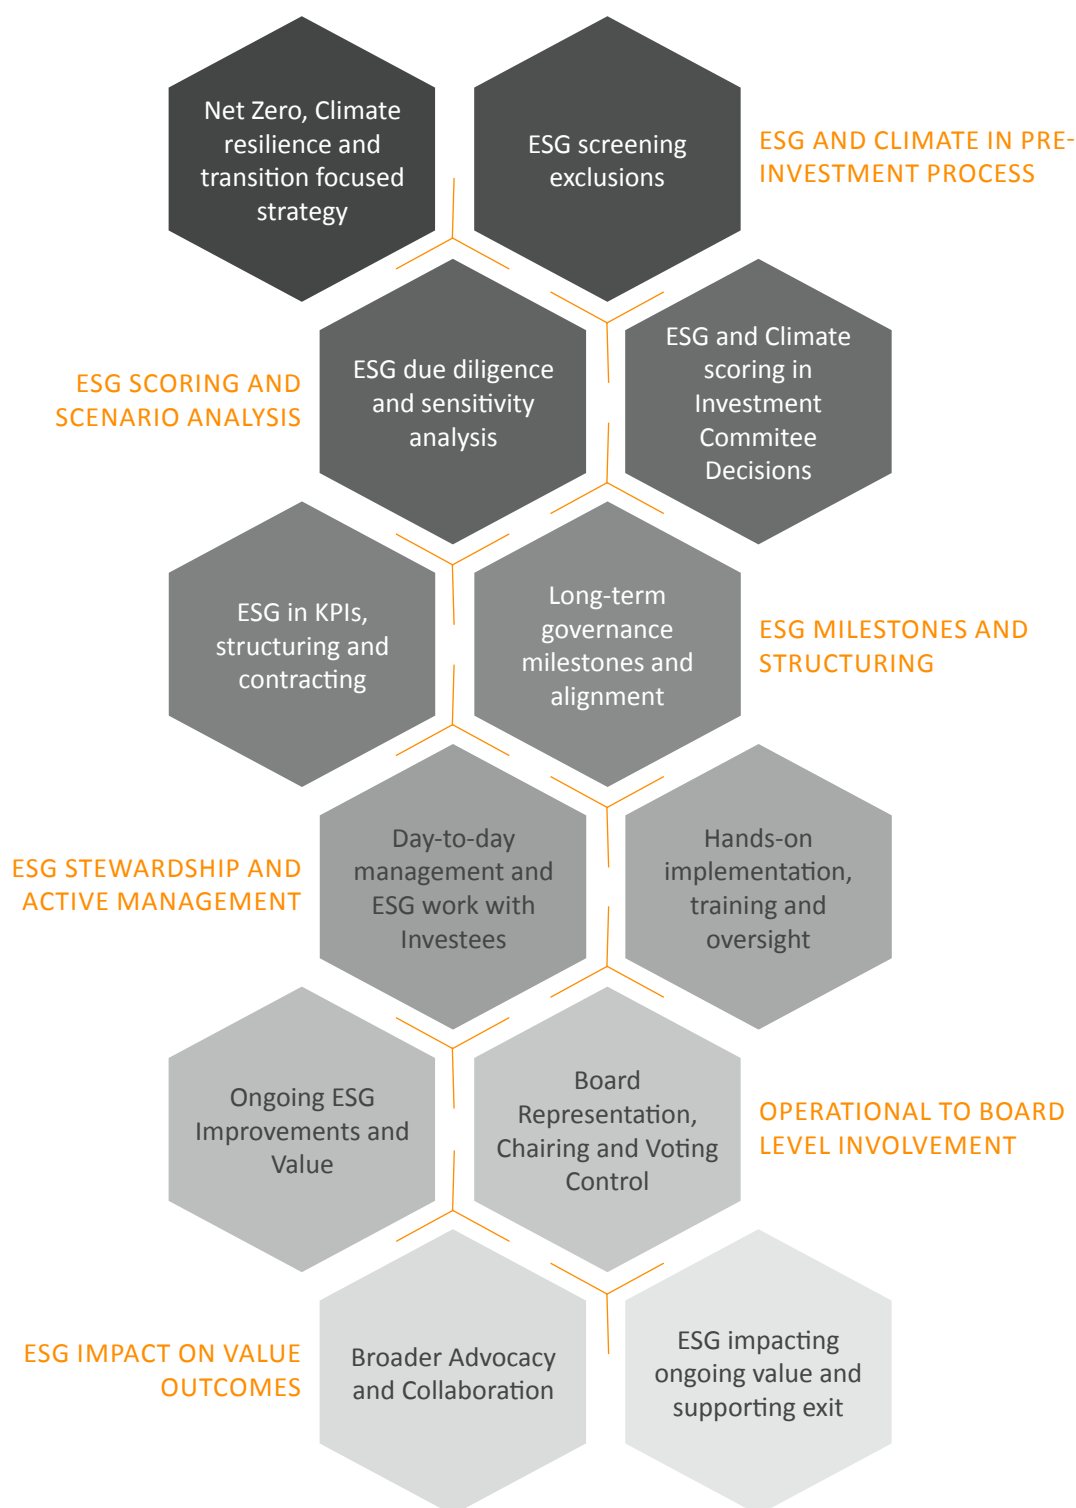 Net Zero, Climate
resilience and
transition focused
strategy
ESG screening
exclusions
ESG AND CLIMATE IN PRE-
INVESTMENT PROCESS
ESG SCORING AND
SCENARIO ANALYSIS
ESG due diligence
and sensitivity
analysis
ESG and Climate
scoring in
Investment
Commitee
Decisions
ESG in KPIs,
structuring and
contracting
Long-term
governance
milestones and
alignment
ESG MILESTONES AND
STRUCTURING
ESG STEWARDSHIP AND
ACTIVE MANAGEMENT
Day-to-day
management and
ESG work with
Investees
Hands-on
implementation,
training and
oversight
Ongoing ESG
Improvements and
Value
Board
Representation,
Chairing and Voting
Control
OPERATIONAL TO BOARD
LEVEL INVOLVEMENT
ESG IMPACT ON VALUE
OUTCOMES
Broader Advocacy
and Collaboration
ESG impacting
ongoing value and
supporting exit